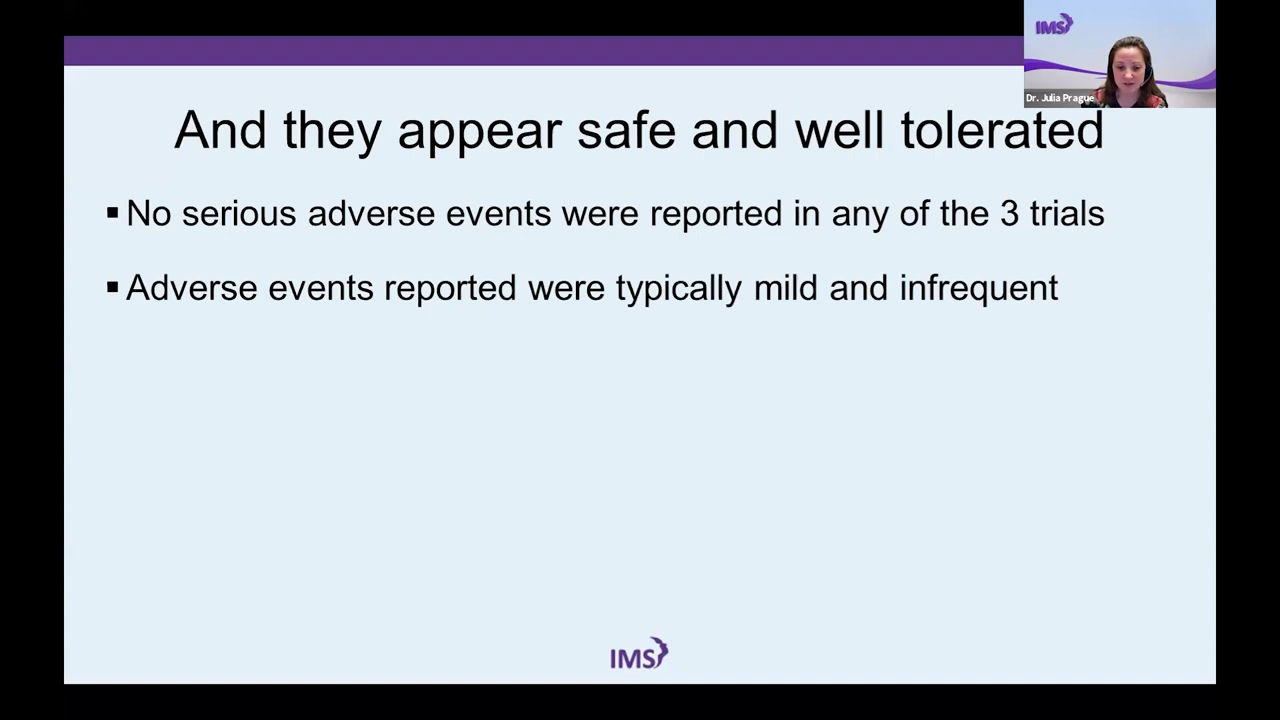 IMS
Dr. Julia Prague
And they appear safe and well tolerated
▪ No serious adverse events were reported in any of the 3 trials
▪ Adverse events reported were typically mild and infrequent
IMS